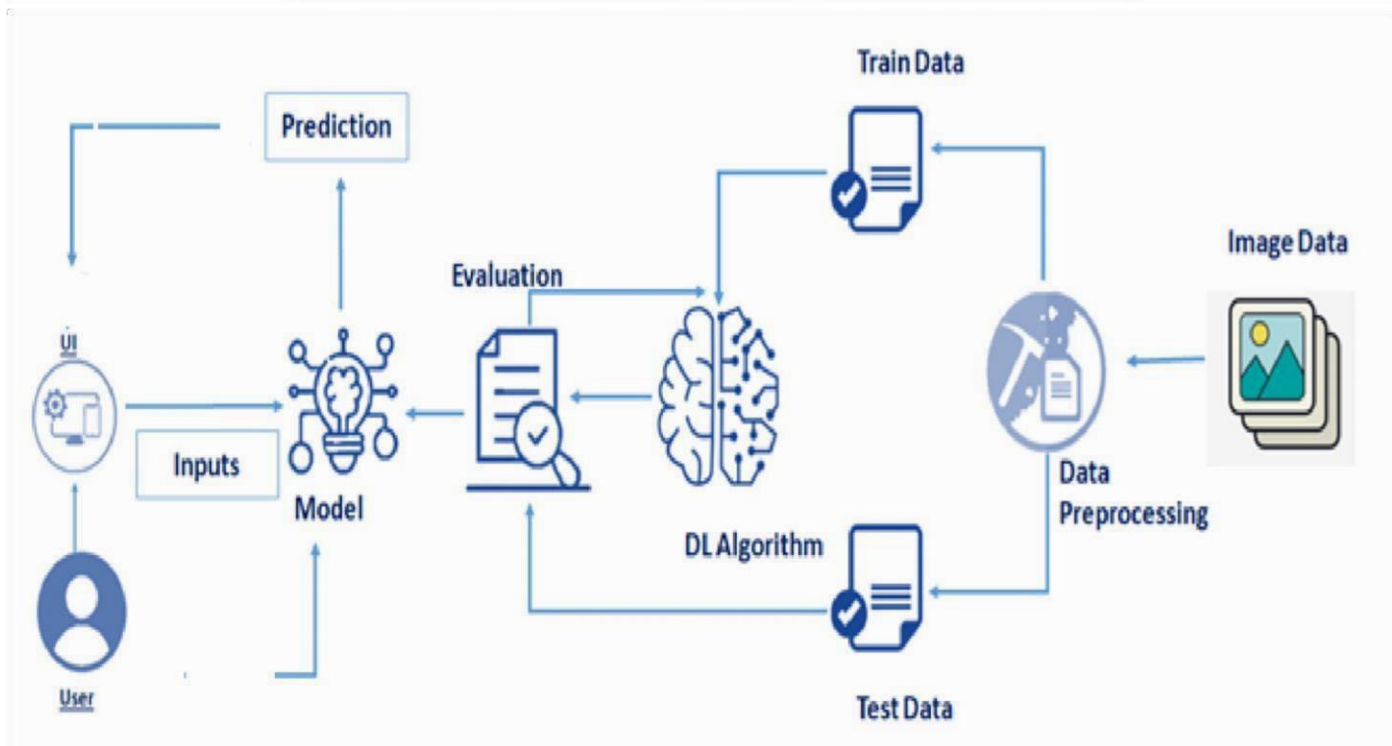 Train Data
Prediction
Image Data
Evaluation
UI
Inputs
Data
Preprocessing
Model
DL Algorithm
User
Test Data